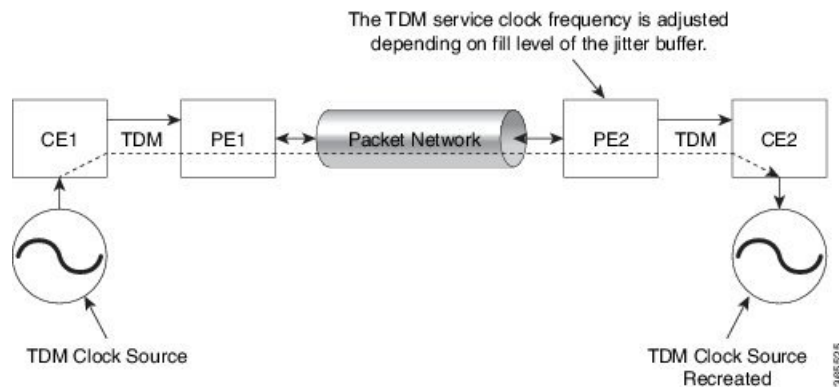 The TDM service clock frequency is adjusted
depending on fill level of the jitter buffer.
CE1
TDM
PE1
Packet Network
PE2
TDM
CE2
TDM Clock Source
TDM Clock Source
Recreated